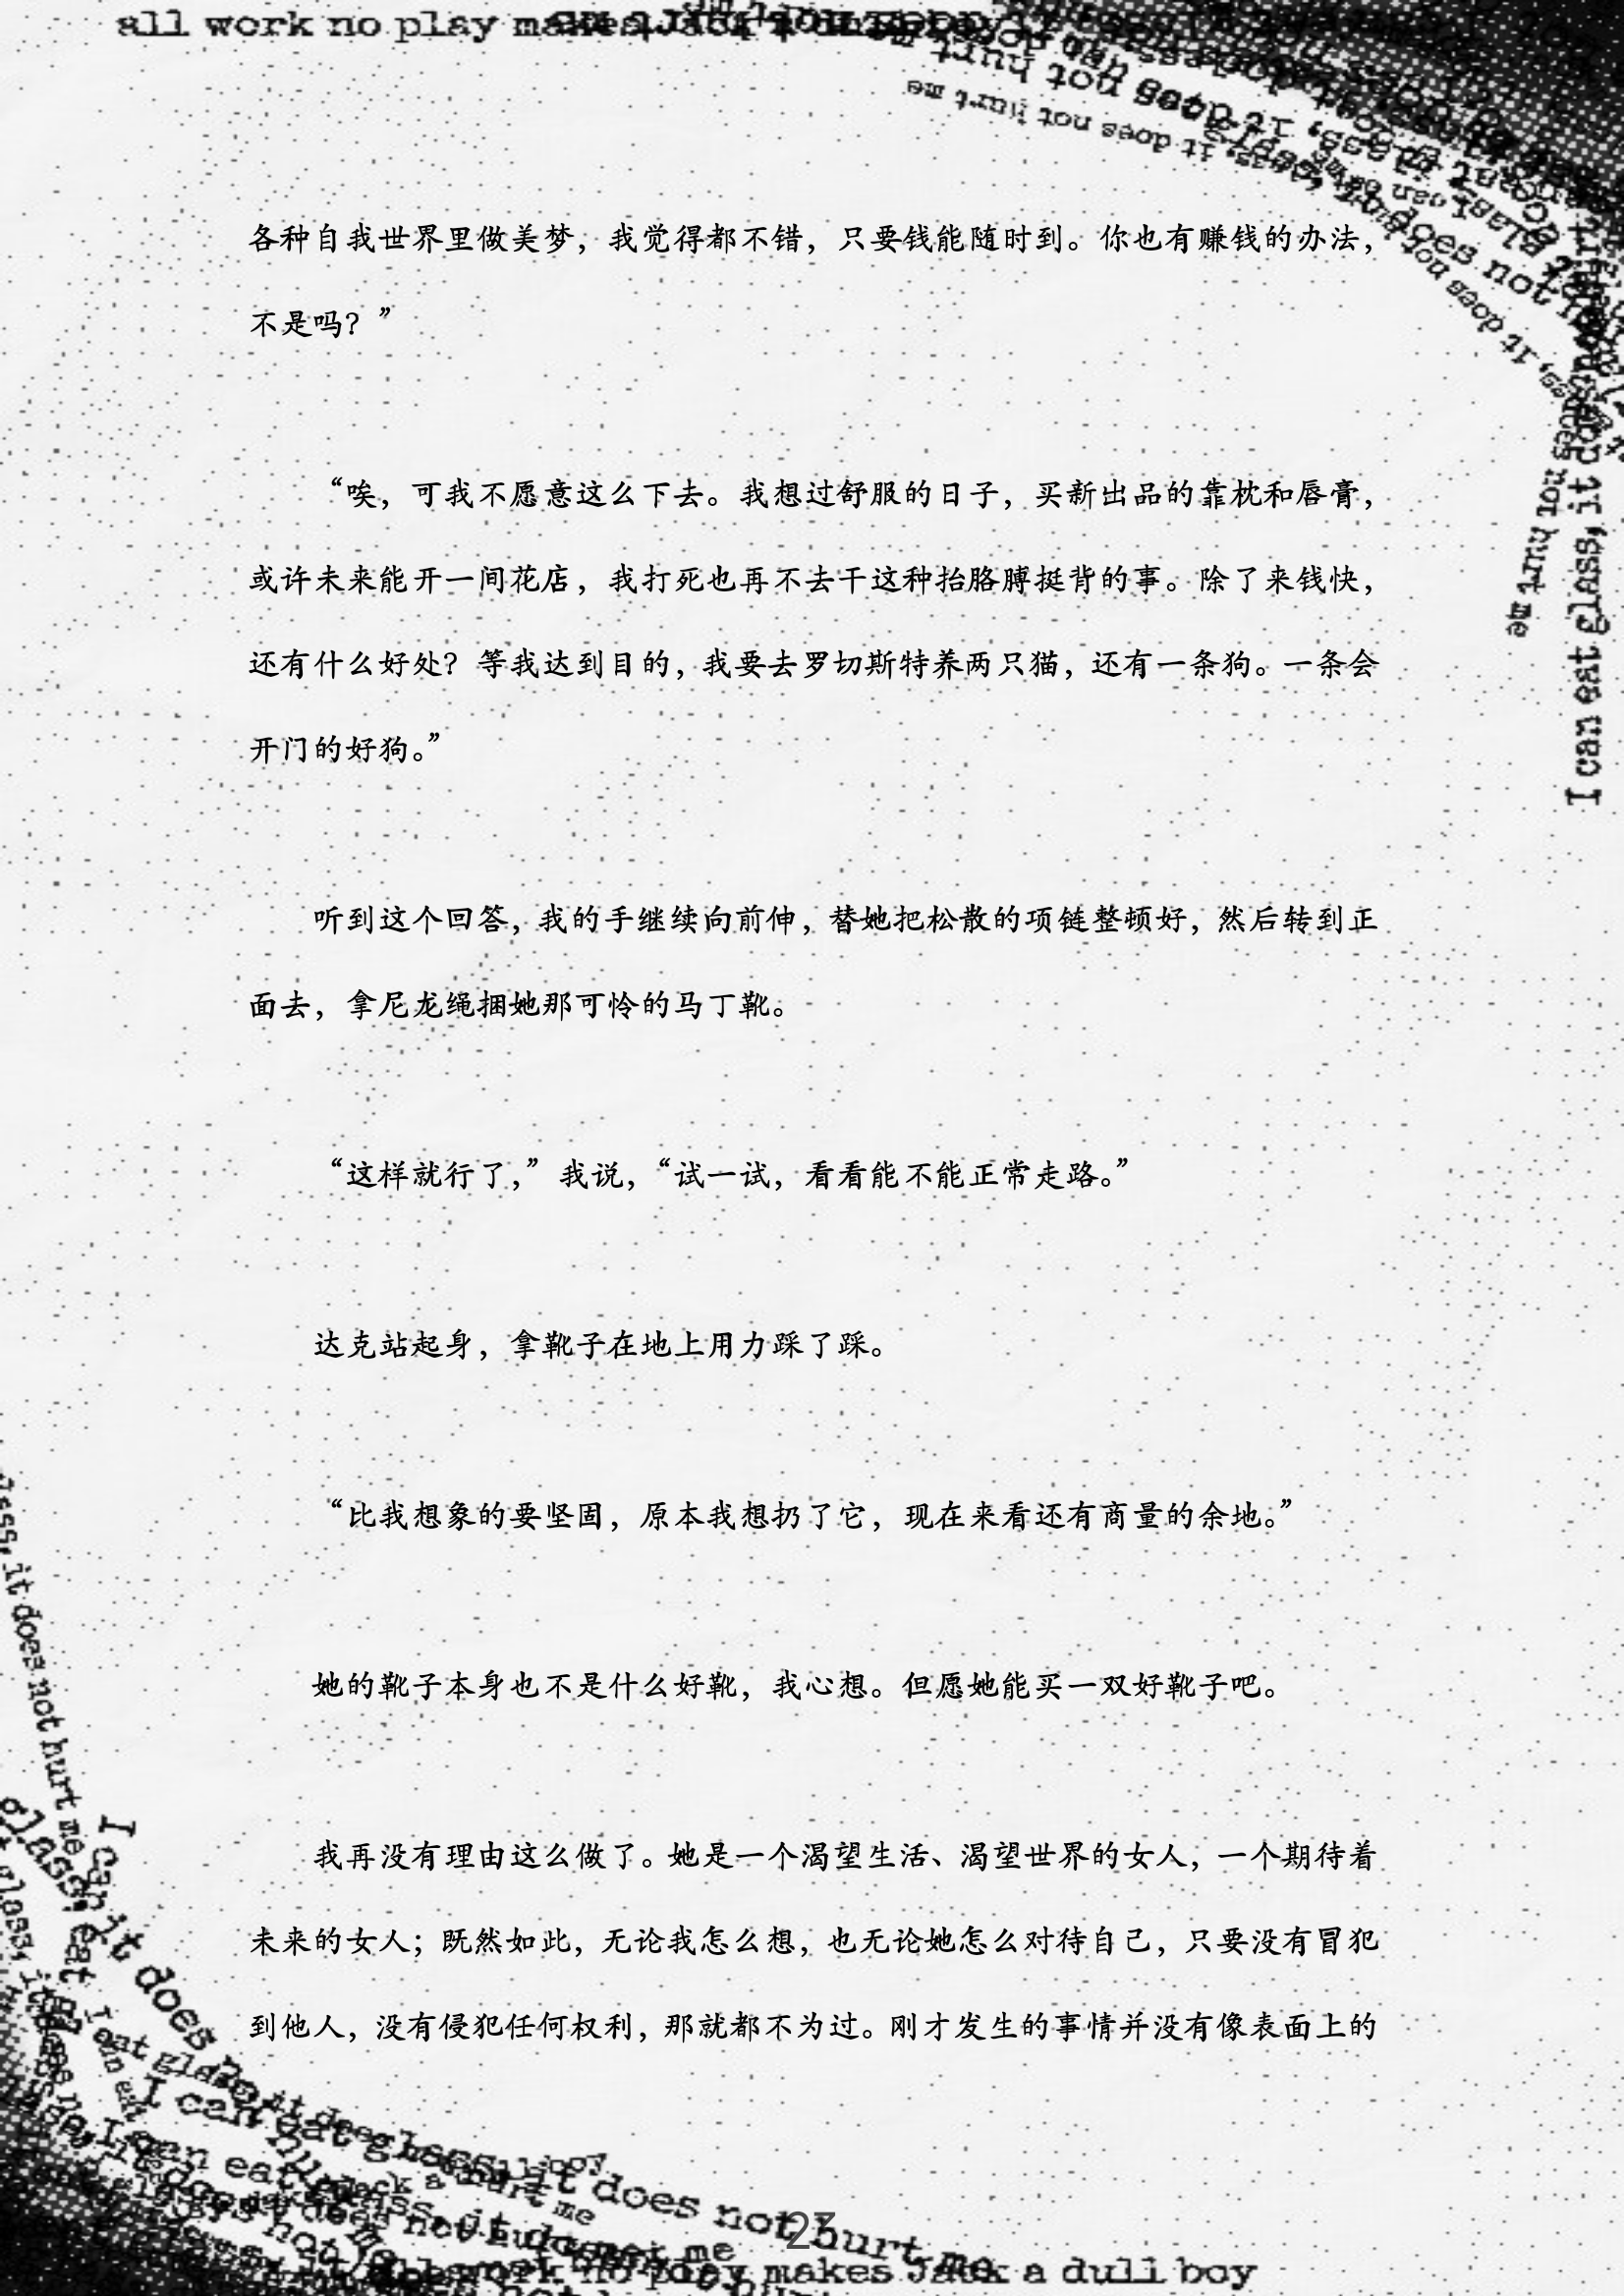 all work no play makes Jack a dull boy
it does not hurt me
各种自我世界里做美梦，我觉得都不错，只要钱能随时到。你也有赚钱的办法，
不是吗？”
“唉，可我不愿意这么下去。我想过舒服的日子，买新出品的靠枕和唇膏，
或许未来能开一间花店，我打死也再不去干这种抬胳膊挺背的事。除了来钱快，
还有什么好处？等我达到目的，我要去罗切斯特养两只猫，还有一条狗。一条会
开门的好狗。”
I can eat glass, it does not hurt me
听到这个回答，我的手继续向前伸，替她把松散的项链整顿好，然后转到正
面去，拿尼龙绳捆她那可怜的马丁靴。
“这样就行了，”我说，“试一试，看看能不能正常走路。”
达克站起身，拿靴子在地上用力踩了踩。
“比我想象的要坚固，原本我想扔了它，现在来看还有商量的余地。”
她的靴子本身也不是什么好靴，我心想。但愿她能买一双好靴子吧。
我再没有理由这么做了。她是一个渴望生活、渴望世界的女人，一个期待着
未来的女人；既然如此，无论我怎么想，也无论她怎么对待自己，只要没有冒犯
到他人，没有侵犯任何权利，那就都不为过。刚才发生的事情并没有像表面上的
it does not hurt me
I can eat glass, it does not hurt me
27
makes Jack a dull boy